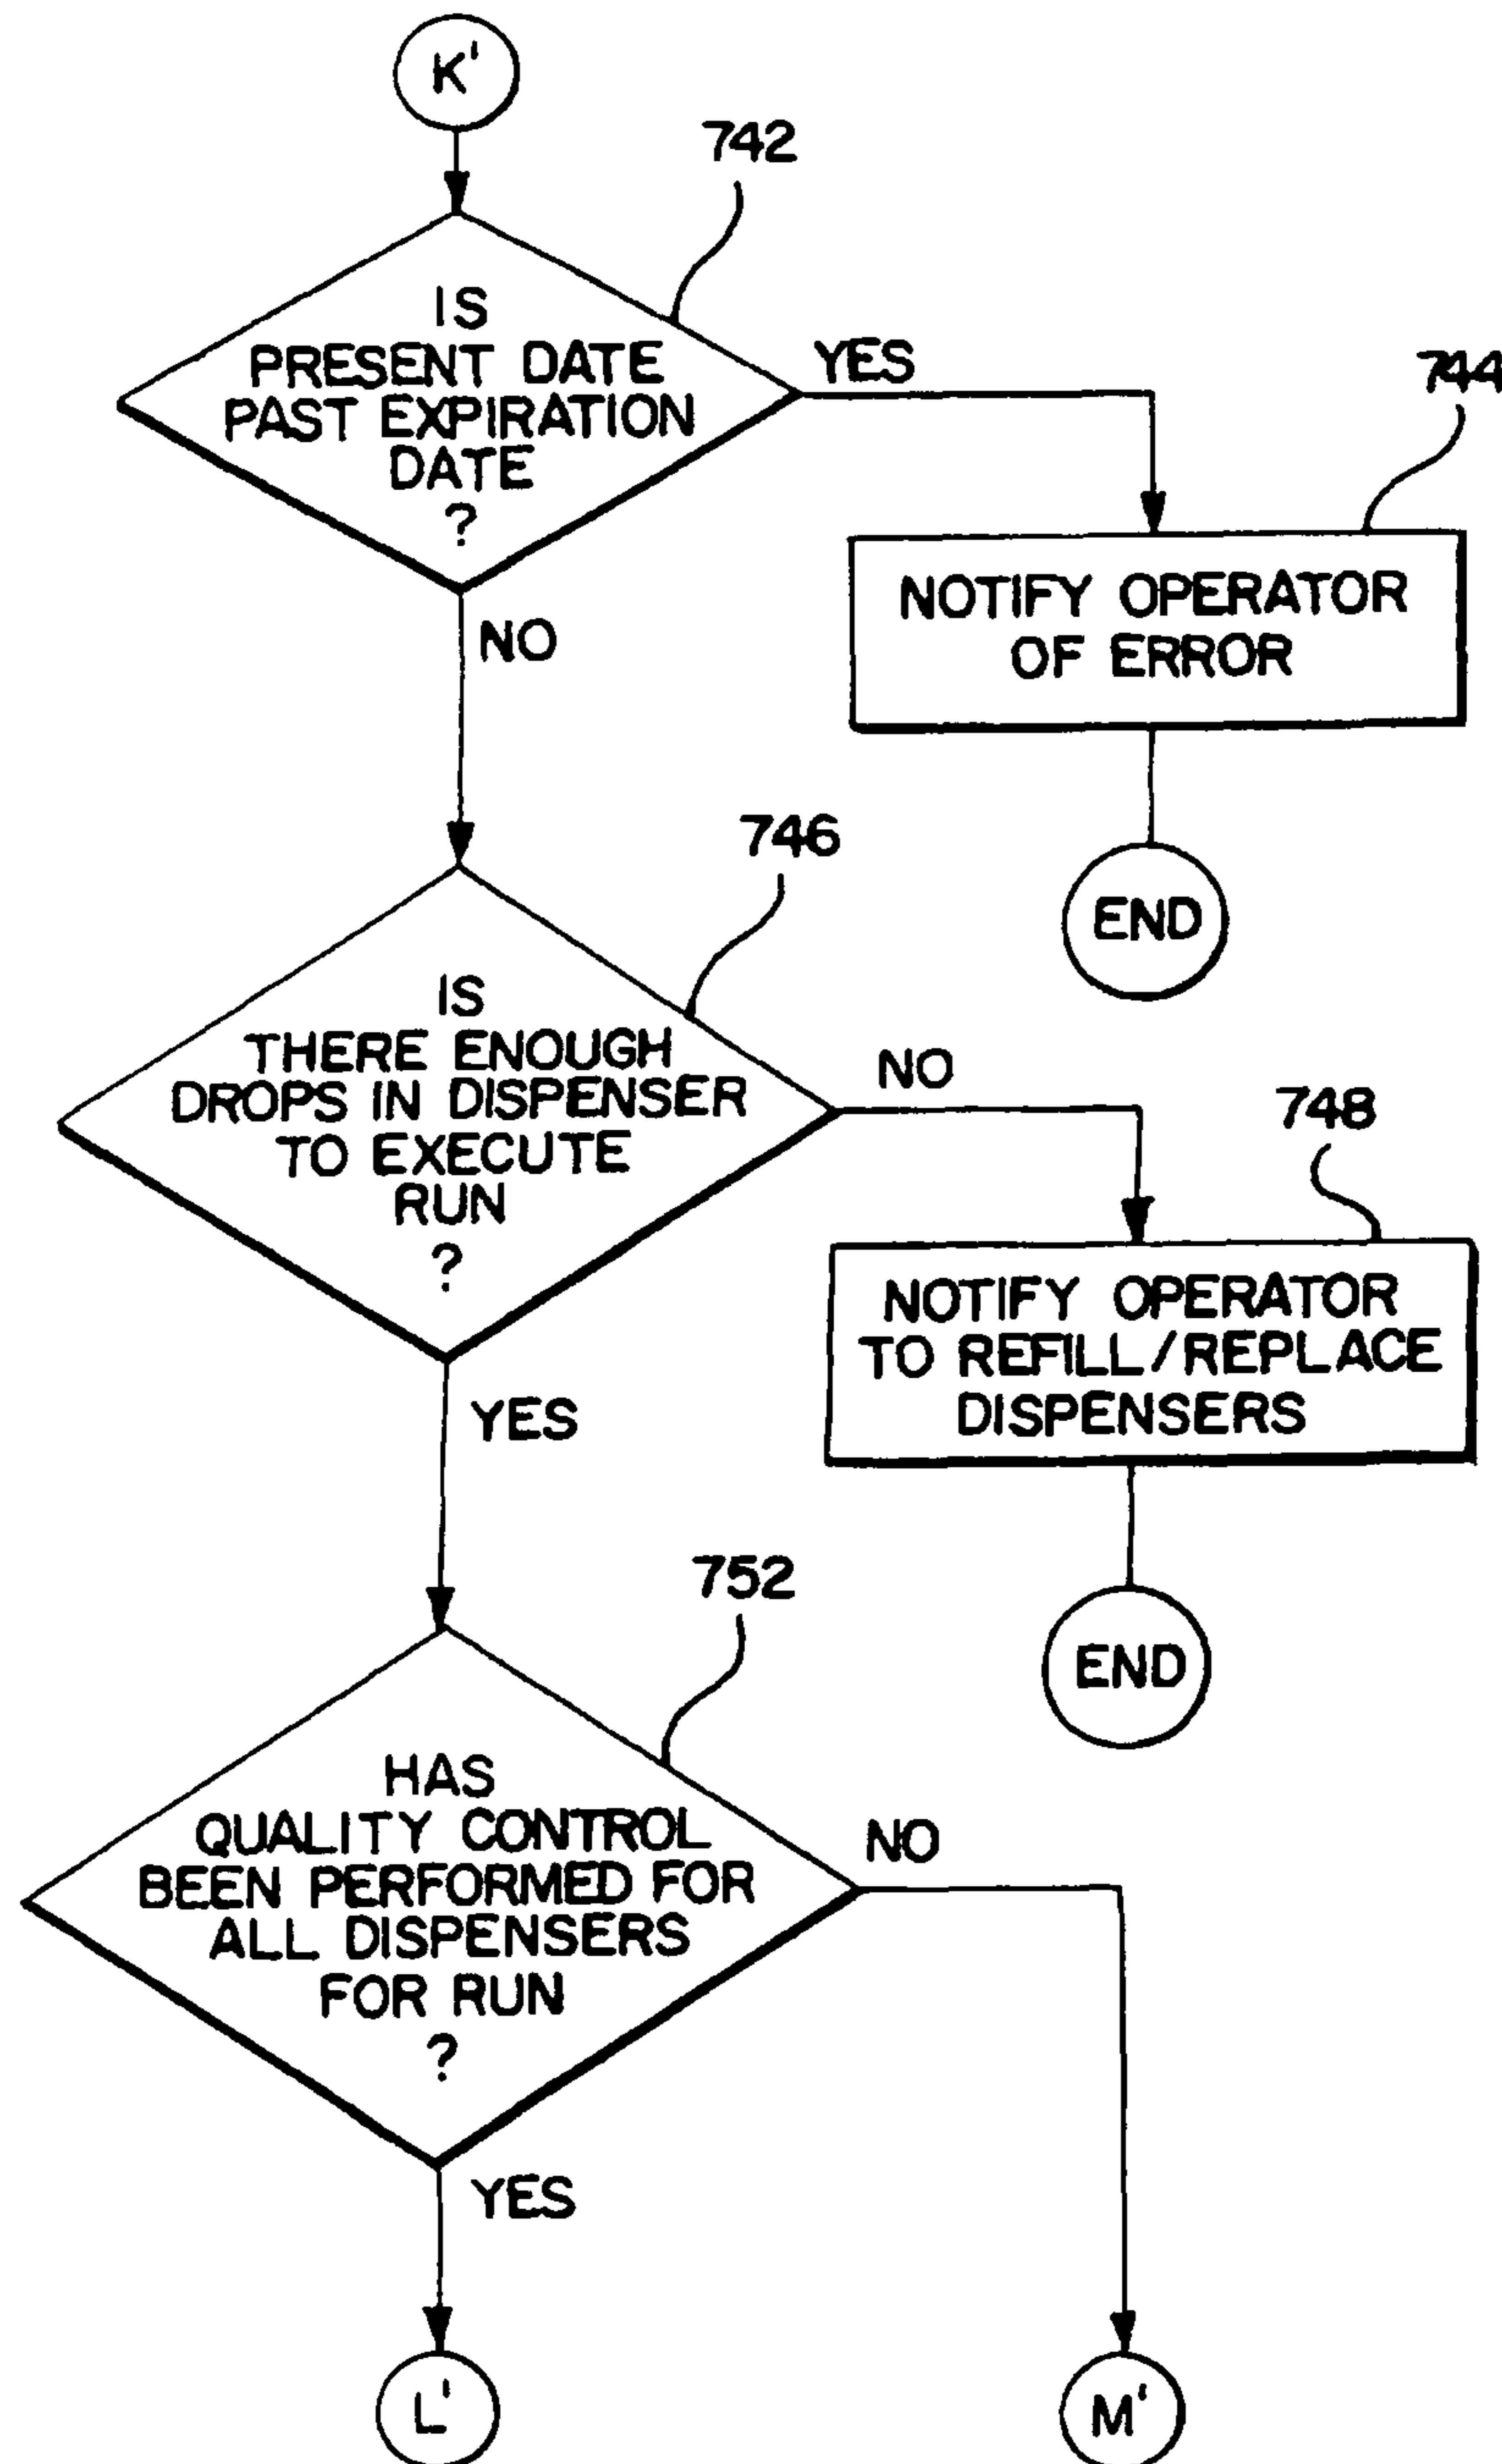 K'
742
IS
PRESENT DATE
PAST EXPIRATION
DATE
?
YES
744
NOTIFY OPERATOR
OF ERROR
END
NO
746
IS
THERE ENOUGH
DROPS IN DISPENSER
TO EXECUTE
RUN
?
NO
748
NOTIFY OPERATOR
TO REFILL/REPLACE
DISPENSERS
END
YES
752
HAS
QUALITY CONTROL
BEEN PERFORMED FOR
ALL DISPENSERS
FOR RUN
?
NO
YES
L'
M'